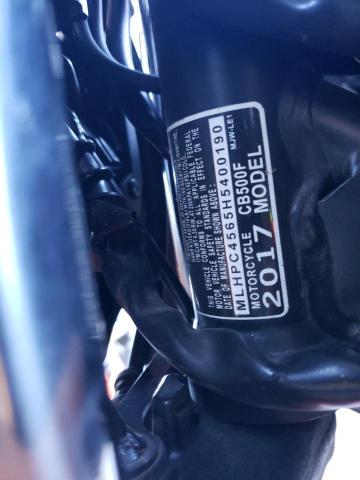 THIS VEHICLE CONFORMS TO ALL APPLICABLE FEDERAL
MOTOR VEHICLE SAFETY STANDARDS IN EFFECT ON THE
DATE OF MANUFACTURE SHOWN ABOVE:
MLHPC4565H5400190
MOTORCYCLE CB500F MJW-LE1
2017 MODEL